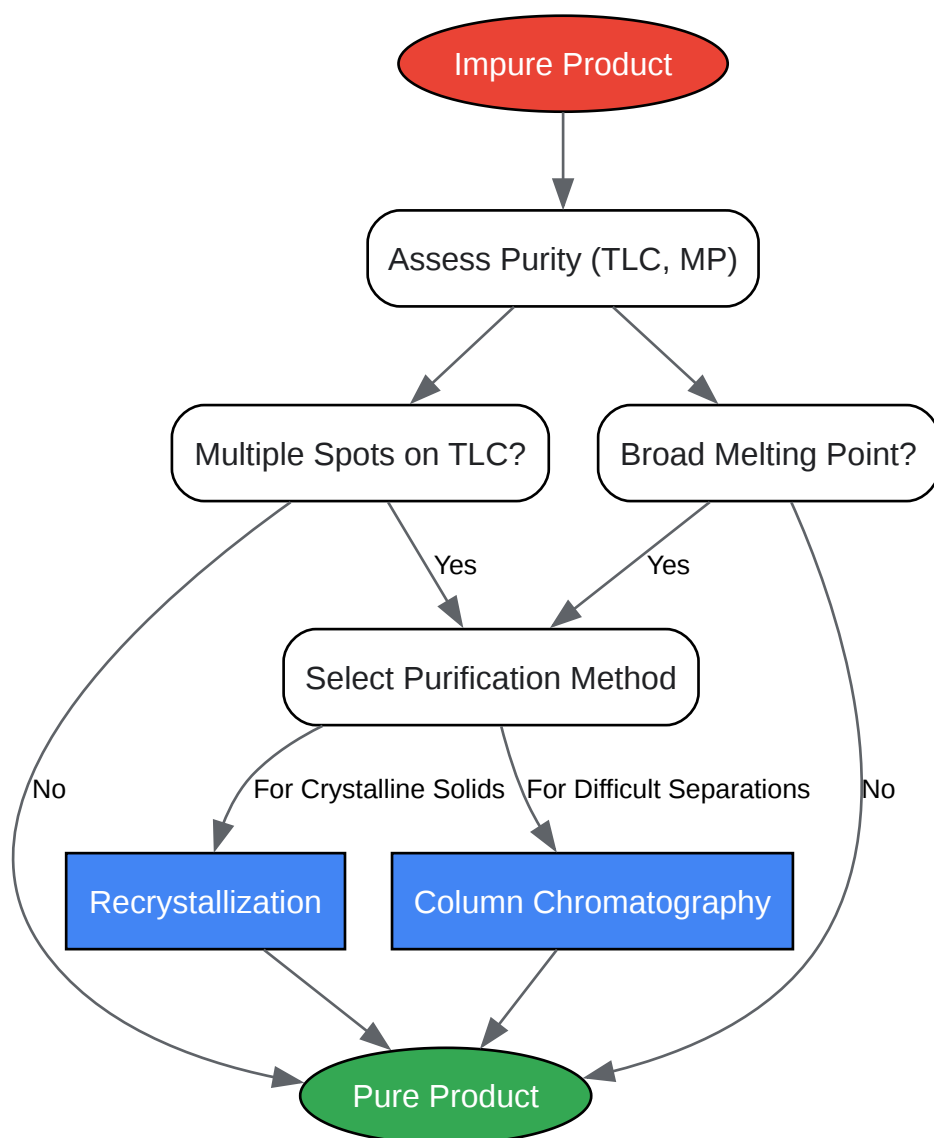 Impure Product
Assess Purity (TLC, MP)
Multiple Spots on TLC?
Broad Melting Point?
Yes
Yes
Select Purification Method
No
For Crystalline Solids
For Difficult Separations
No
Recrystallization
Column Chromatography
Pure Product